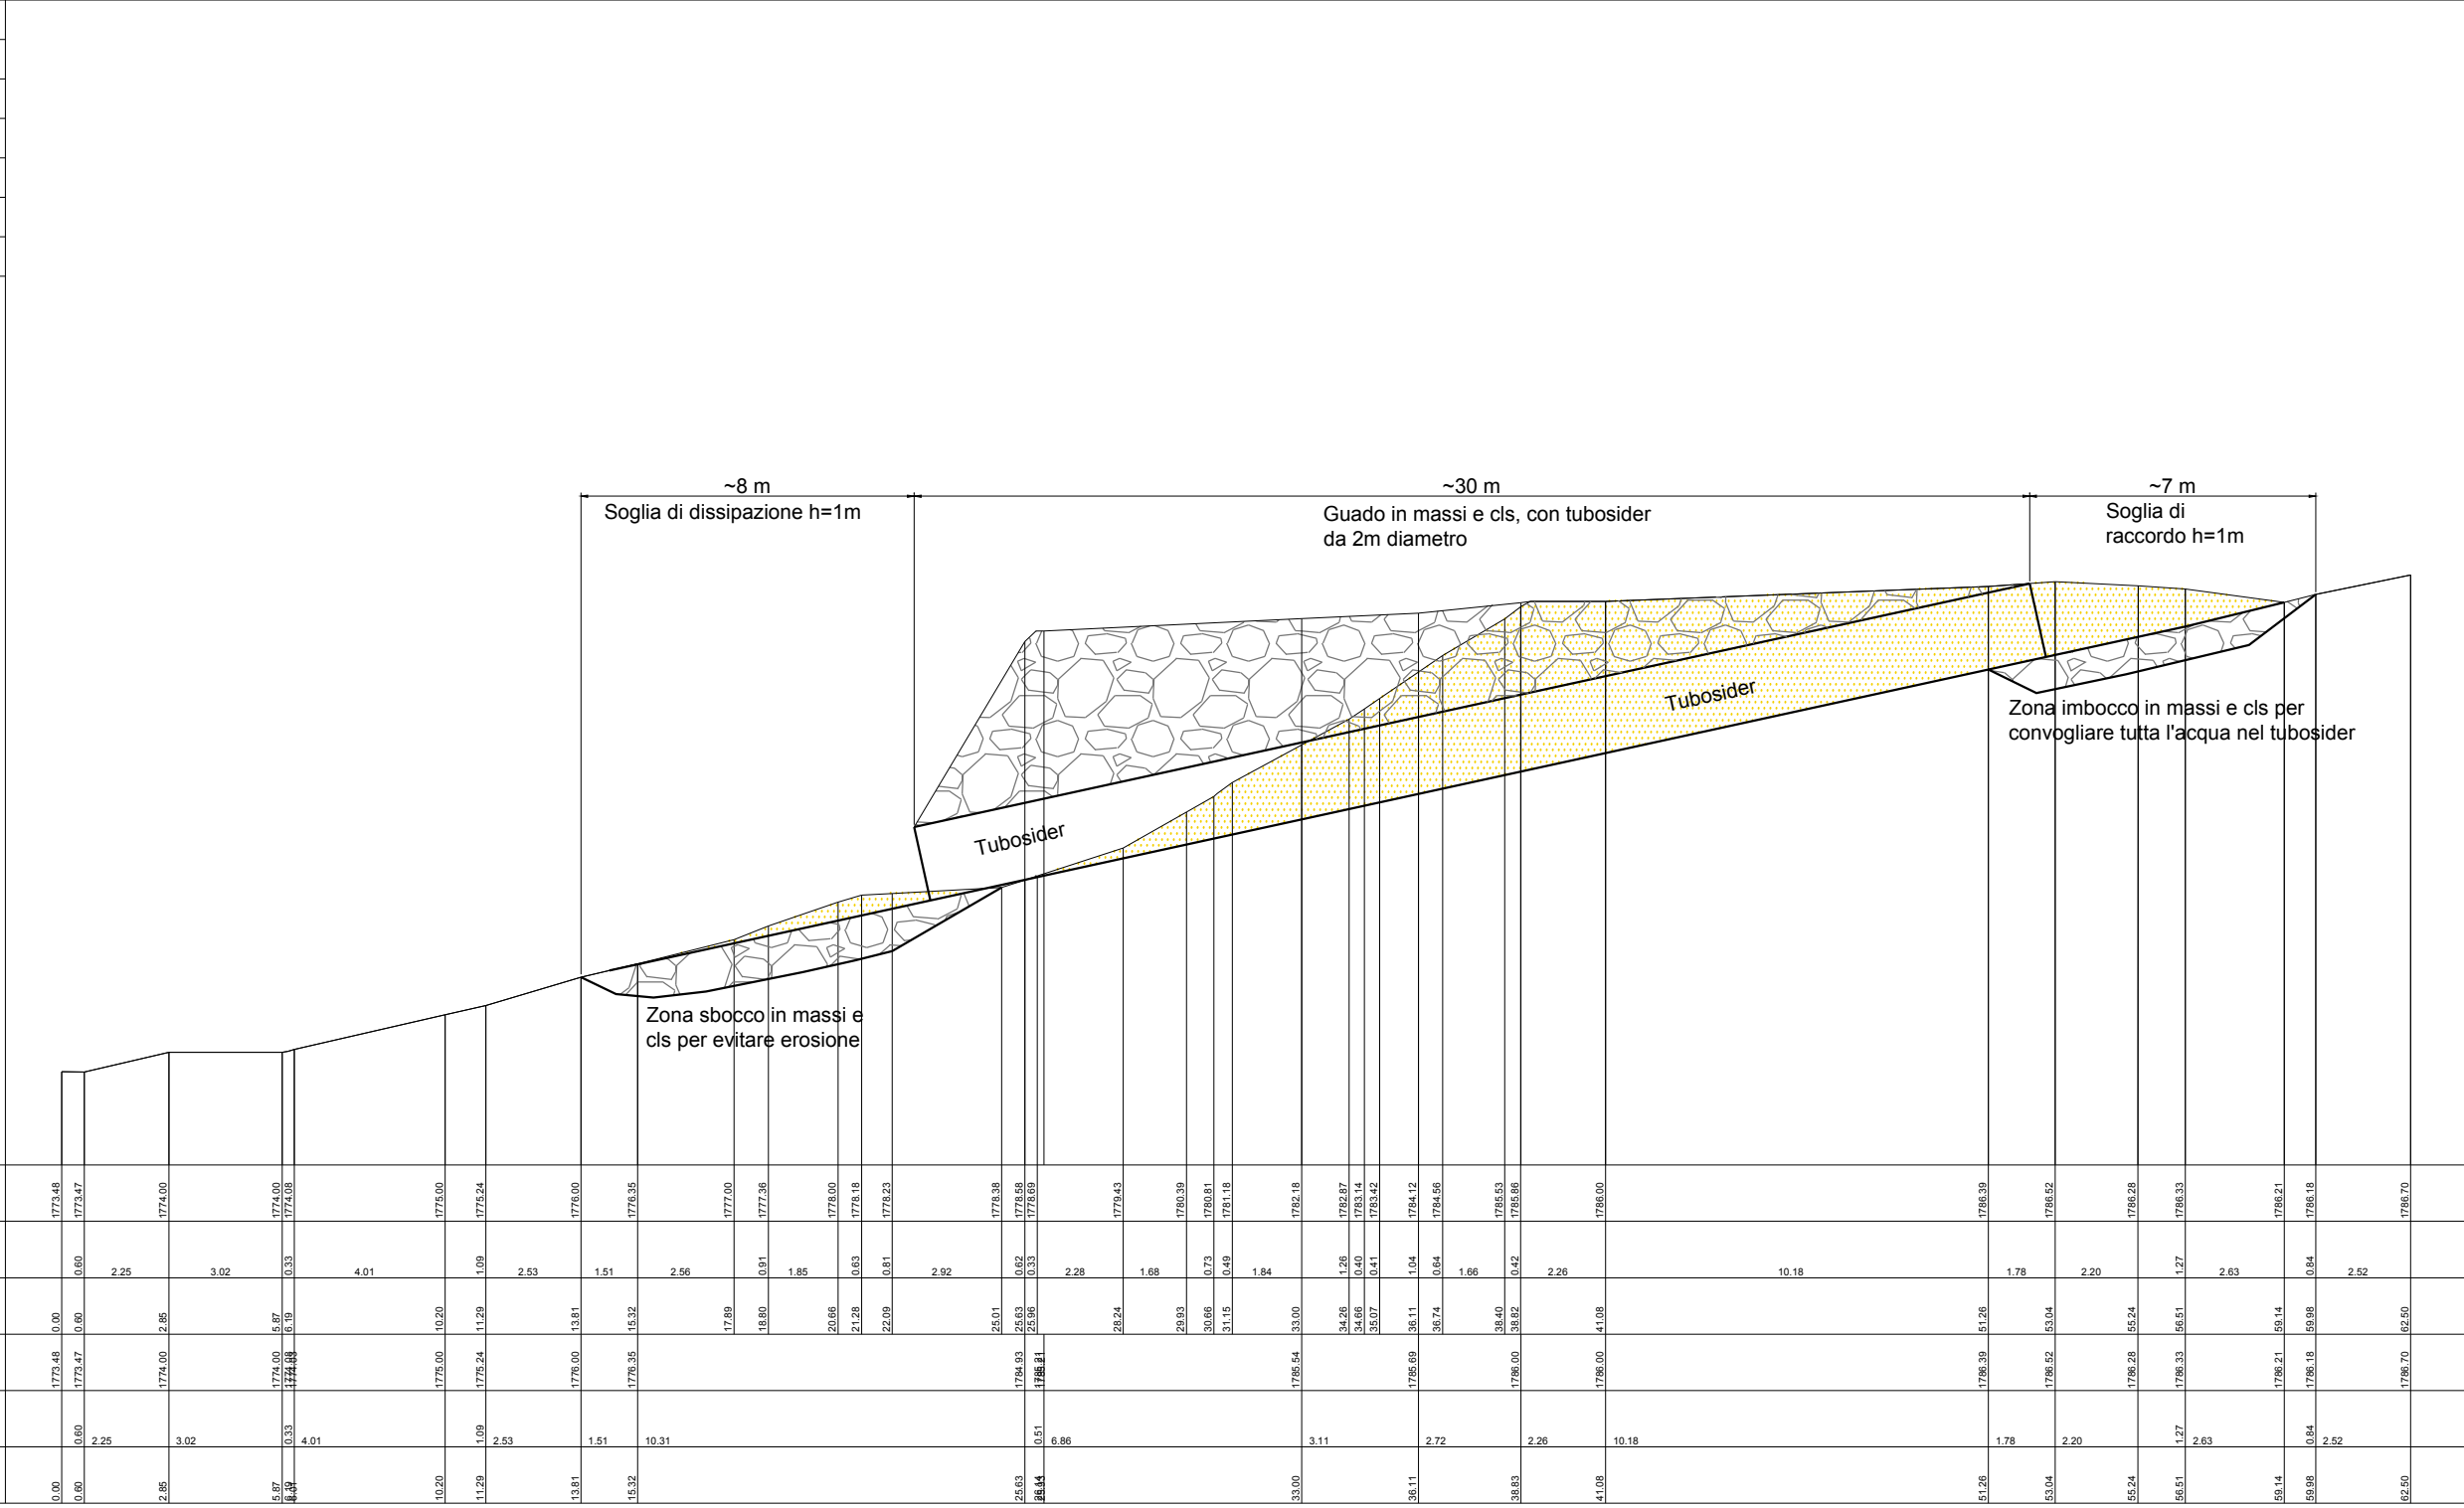 ~8 m
~30 m
~7 m
Soglia di dissipazione h=1m
Guado in massi e cls, con tubosider
da 2m diametro
Soglia di
raccordo h=1m
Tubosider
Tubosider
Zona imbocco in massi e cls per
convogliare tutta l'acqua nel tubosider
Zona sbocco in massi e
cls per evitare erosione
1773.48 1773.47 1774.00 1774.00 1774.08 1775.00 1775.24 1776.00 1776.35 1777.00 1777.36 1778.00 1778.18 1778.23 1778.38 1778.58 1778.69 1779.43 1780.39 1780.81 1781.18 1782.18 1782.87 1783.14 1783.42 1784.12 1784.56 1785.53 1785.86 1786.00 1786.39 1786.52 1786.28 1786.33 1786.21 1786.18 1786.70
0.60 2.25 3.02 0.33 4.01 1.09 2.53 1.51 2.56 0.91 1.85 0.63 0.81 2.92 0.62 0.33 2.28 1.68 0.73 0.49 1.84 1.26 0.40 0.41 1.04 0.64 1.66 0.42 2.26 10.18 1.78 2.20 1.27 2.63 0.84 2.52
0.00 0.60 2.85 5.87 6.19 10.20 11.29 13.81 15.32 17.89 18.80 20.66 21.28 22.09 25.01 25.63 25.96 28.24 29.93 30.66 31.15 33.00 34.26 34.66 35.07 36.11 36.74 38.40 38.82 41.08 51.26 53.04 55.24 56.51 59.14 59.98 62.50
1773.48 1773.47 1774.00 1774.00 1775.00 1775.24 1776.00 1776.35 1784.93 1785.54 1785.69 1786.00 1786.00 1786.39 1786.52 1786.28 1786.33 1786.21 1786.18 1786.70
0.60 2.25 3.02 0.33 4.01 1.09 2.53 1.51 10.31 0.51 6.86 3.11 2.72 2.26 10.18 1.78 2.20 1.27 2.63 0.84 2.52
0.00 0.60 2.85 5.87 10.20 11.29 13.81 15.32 25.63 33.00 36.11 38.83 41.08 51.26 53.04 55.24 56.51 59.14 59.98 62.50